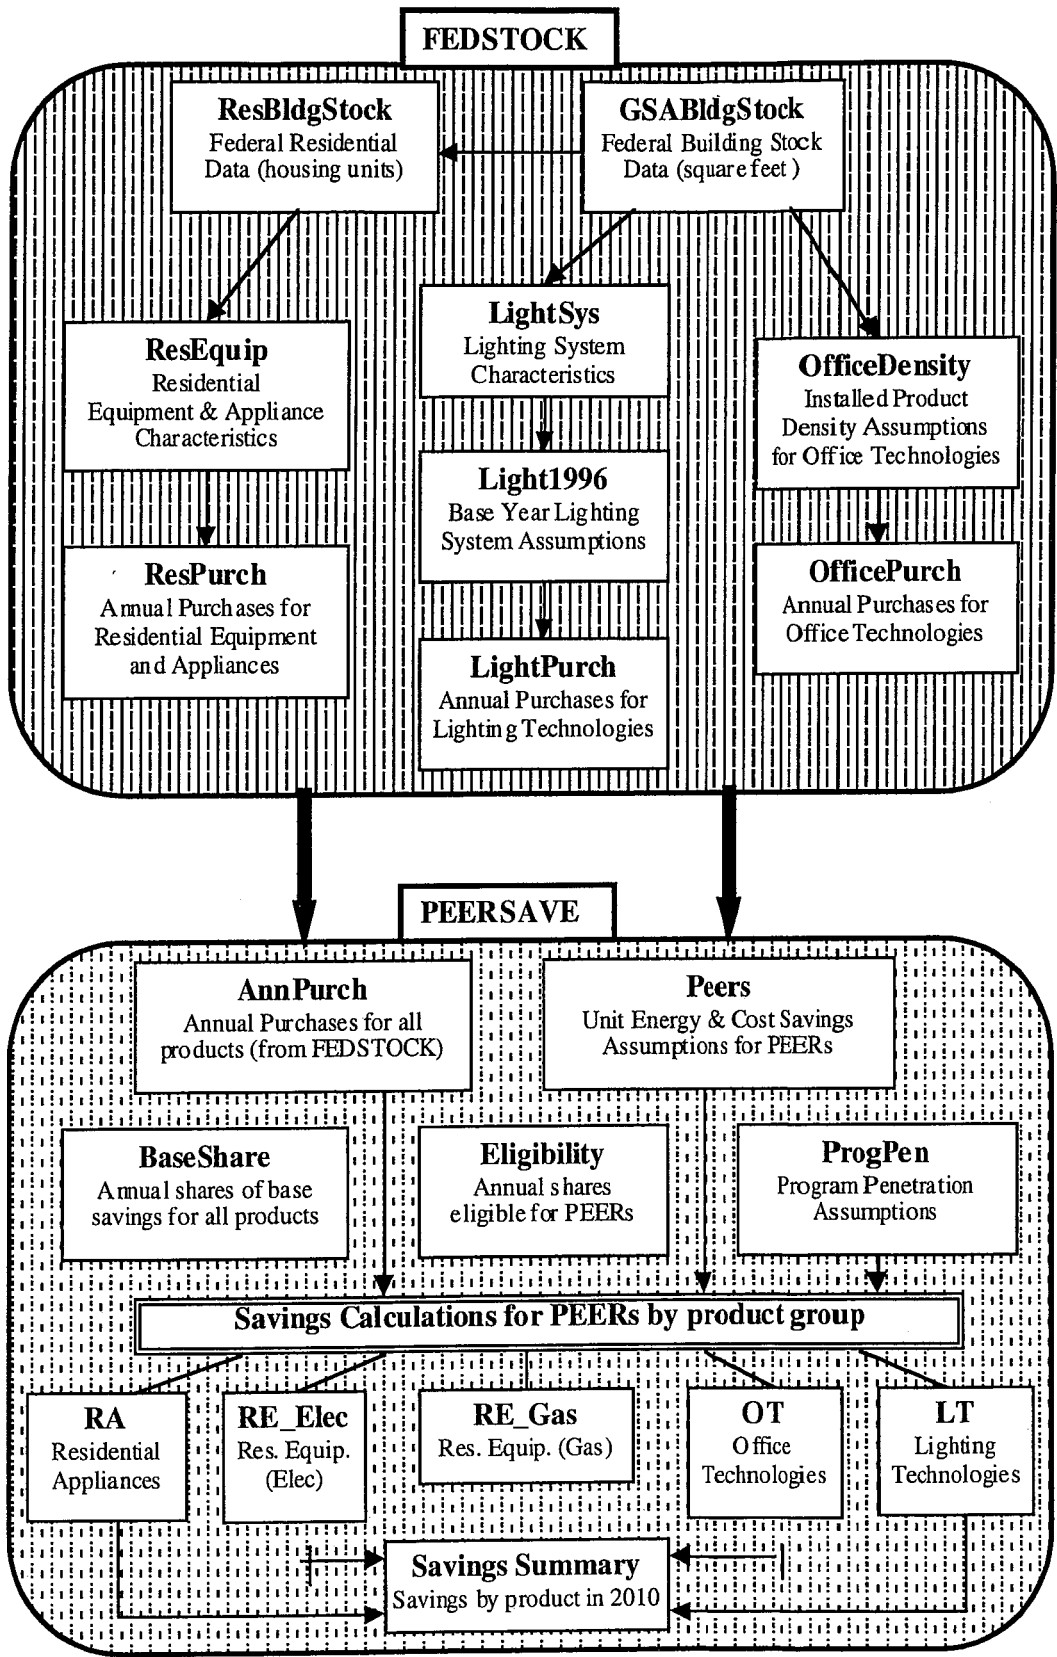 FEDSTOCK
ResBldgStock
Federal Residential
Data (housing units)
GSABldgStock
Federal Building Stock
Data (square feet )
ResEquip
Residential
Equipment & Appliance
Characteristics
LightSys
Lighting System
Characteristics
OfficeDensity
Installed Product
Density Assumptions
for Office Technologies
Light1996
Base Year Lighting
System Assumptions
ResPurch
Annual Purchases for
Residential Equipment
and Appliances
OfficePurch
Annual Purchases for
Office Technologies
LightPurch
Annual Purchases for
Lighting Technologies
PEERSAVE
AnnPurch
Annual Purchases for all
products (from FEDSTOCK)
Peers
Unit Energy & Cost Savings
Assumptions for PEERs
BaseShare
Annual shares of base
savings for all products
Eligibility
Annual shares
eligible for PEERs
ProgPen
Program Penetration
Assumptions
Savings Calculations for PEERs by product group
RA
Residential
Appliances
RE_Elec
Res. Equip.
(Elec)
RE_Gas
Res. Equip. (Gas)
OT
Office
Technologies
LT
Lighting
Technologies
Savings Summary
Savings by product in 2010